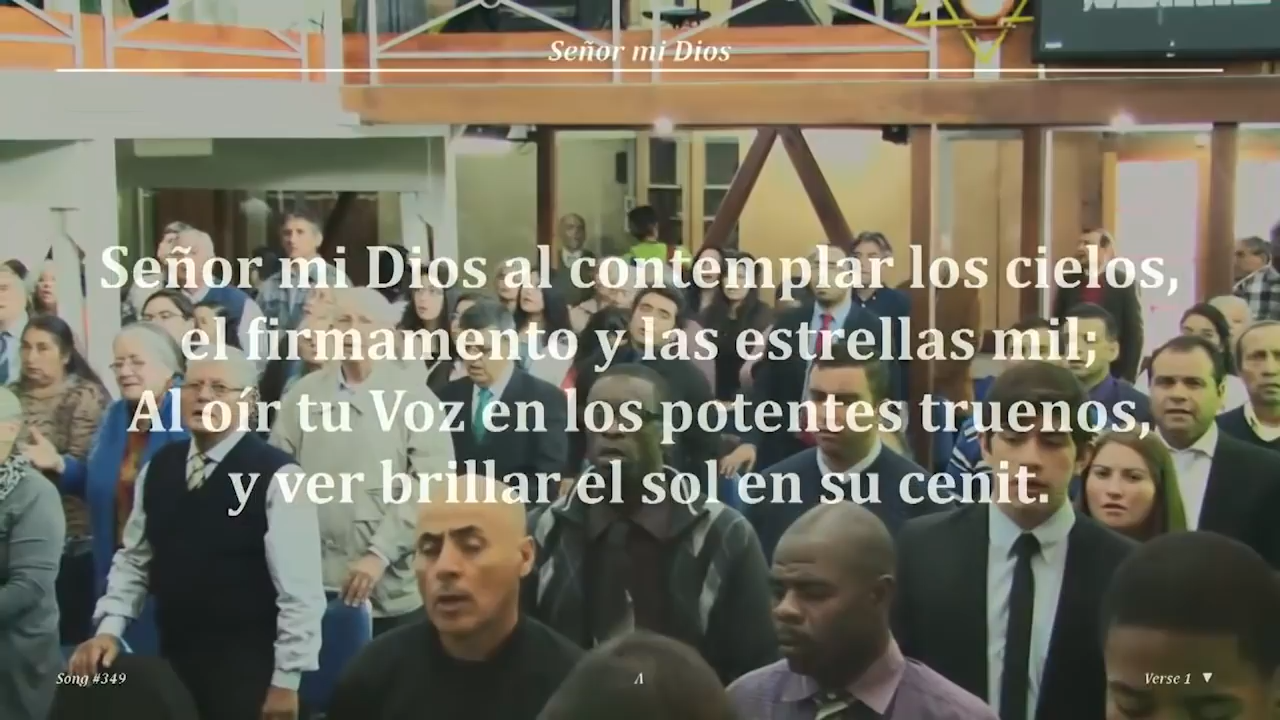 Señor mi Dios
Señor mi Dios al contemplar los cielos,
el firmamento y las estrellas mil;
Al oír tu Voz en los potentes truenos,
y ver brillar el sol en su cenit.
Song #349
Verse 1